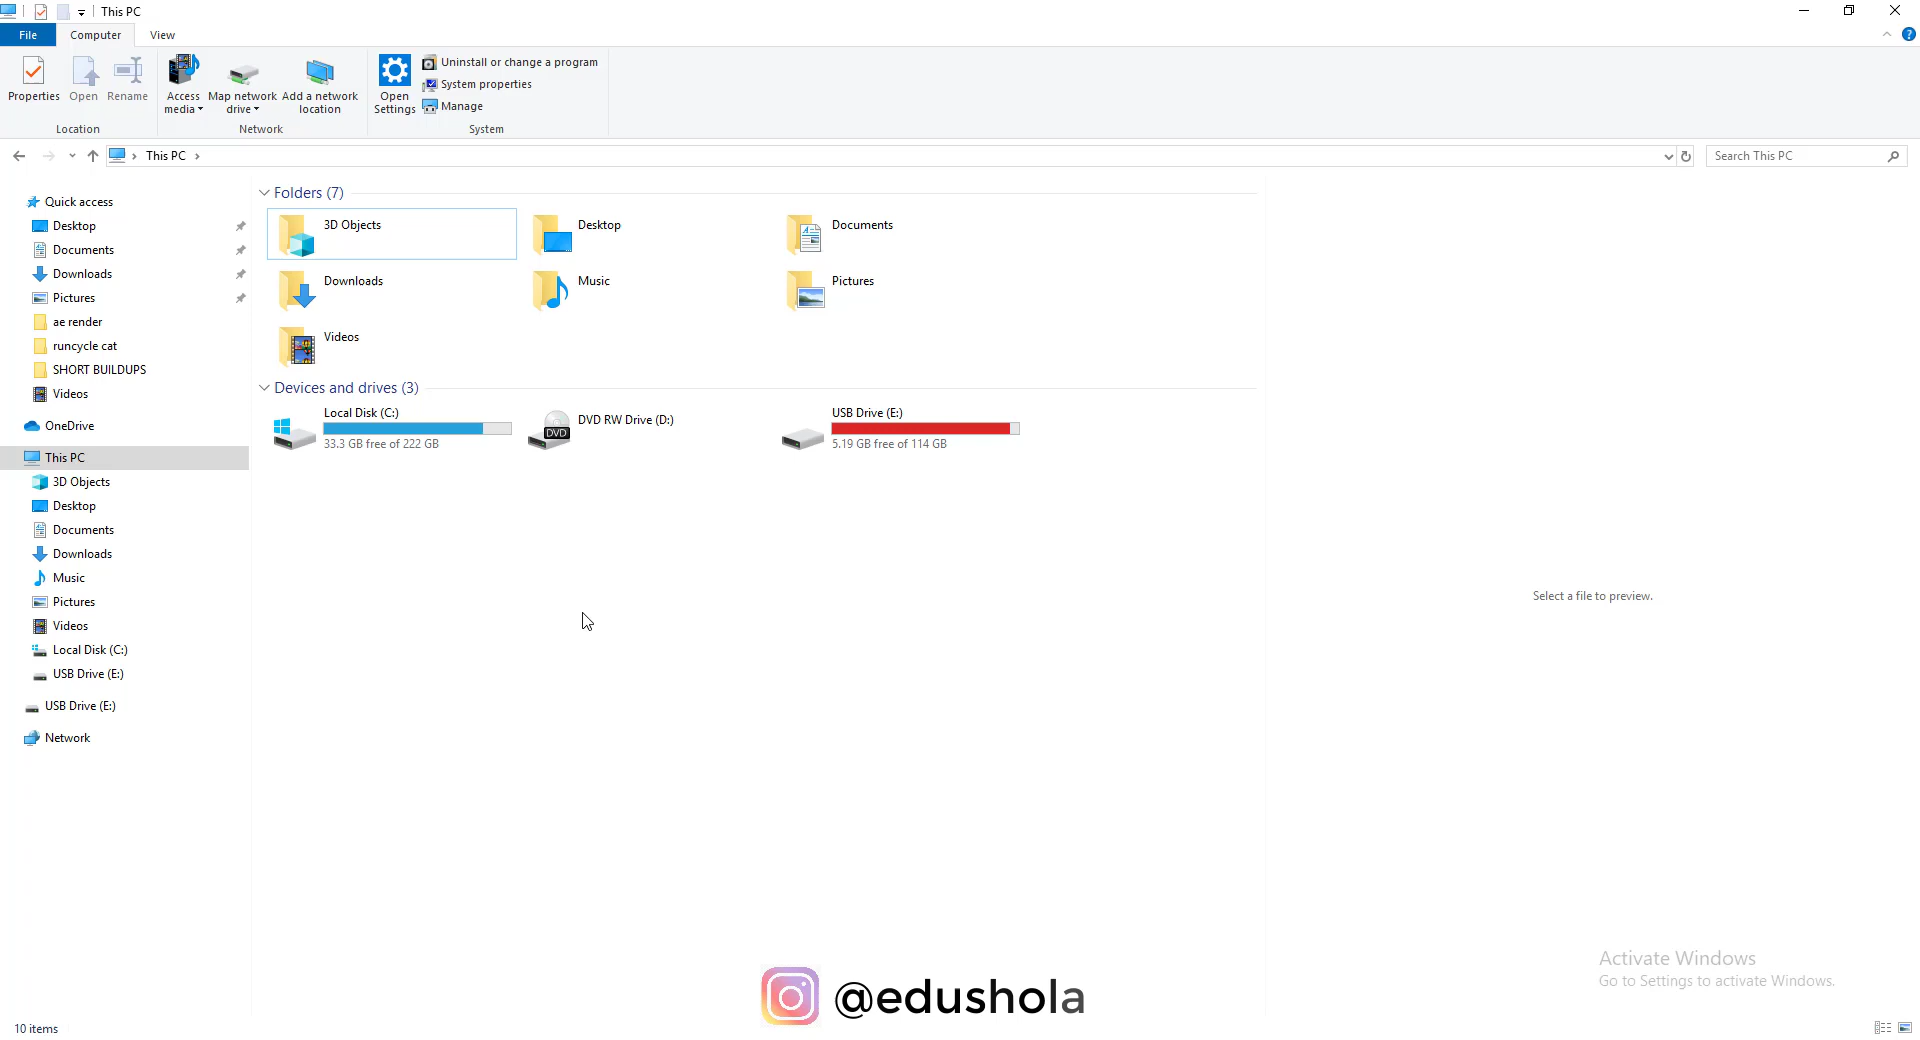 This PC
File
Computer
View
Properties
Open
Rename
Access media
Map network drive
Add a network location
Open Settings
Uninstall or change a program
System properties
Manage
Location
Network
System
This PC
Search This PC
Quick access
Desktop
Documents
Downloads
Pictures
ae render
runcycle cat
SHORT BUILDUPS
Videos
OneDrive
This PC
3D Objects
Desktop
Documents
Downloads
Music
Pictures
Videos
Local Disk (C:)
USB Drive (E:)
USB Drive (E:)
Network
Folders (7)
3D Objects
Desktop
Documents
Downloads
Music
Pictures
Videos
Devices and drives (3)
Local Disk (C:)
33.3 GB free of 222 GB
DVD
DVD RW Drive (D:)
USB Drive (E:)
5.19 GB free of 114 GB
Select a file to preview.
Activate Windows
Go to Settings to activate Windows.
@edushola
10 items